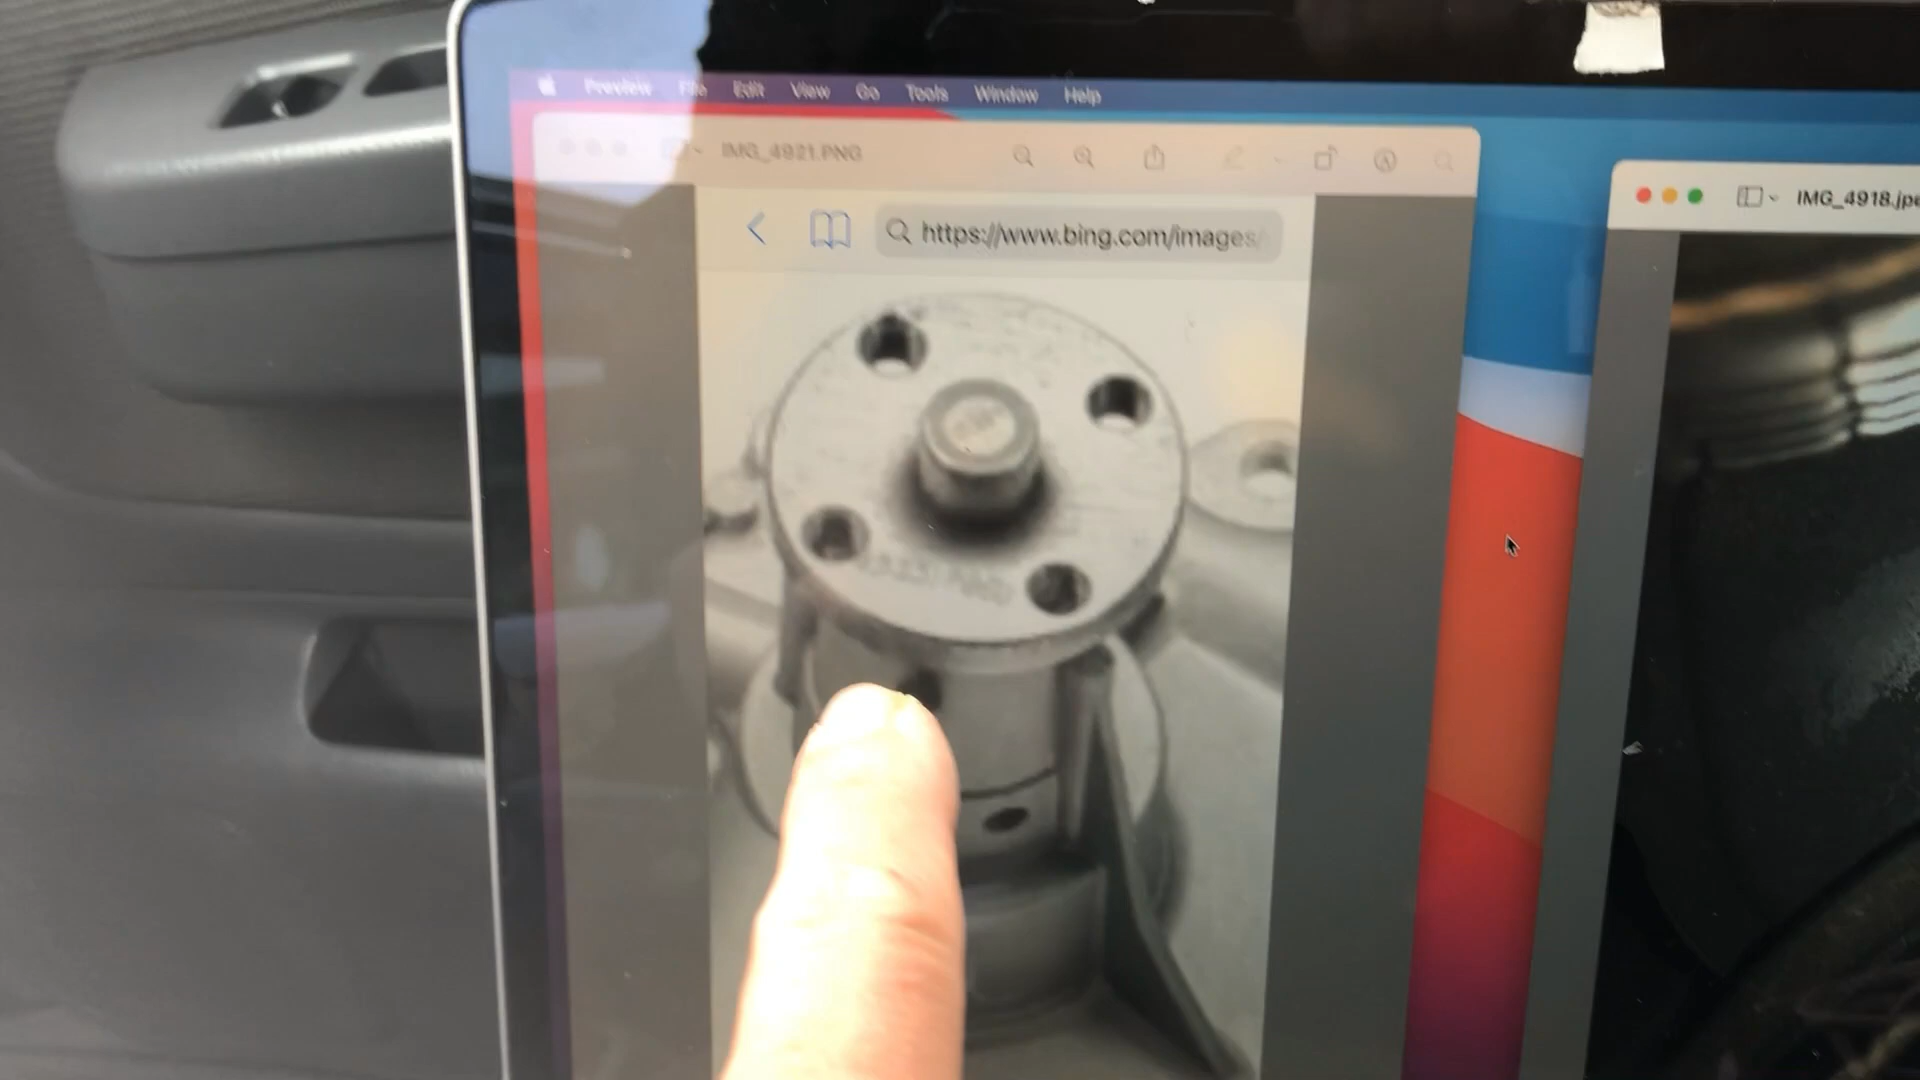 Preview File Edit View Go Tools Window Help
IMG_4921.PNG
https://www.bing.com/images/
IMG_4918.jpe